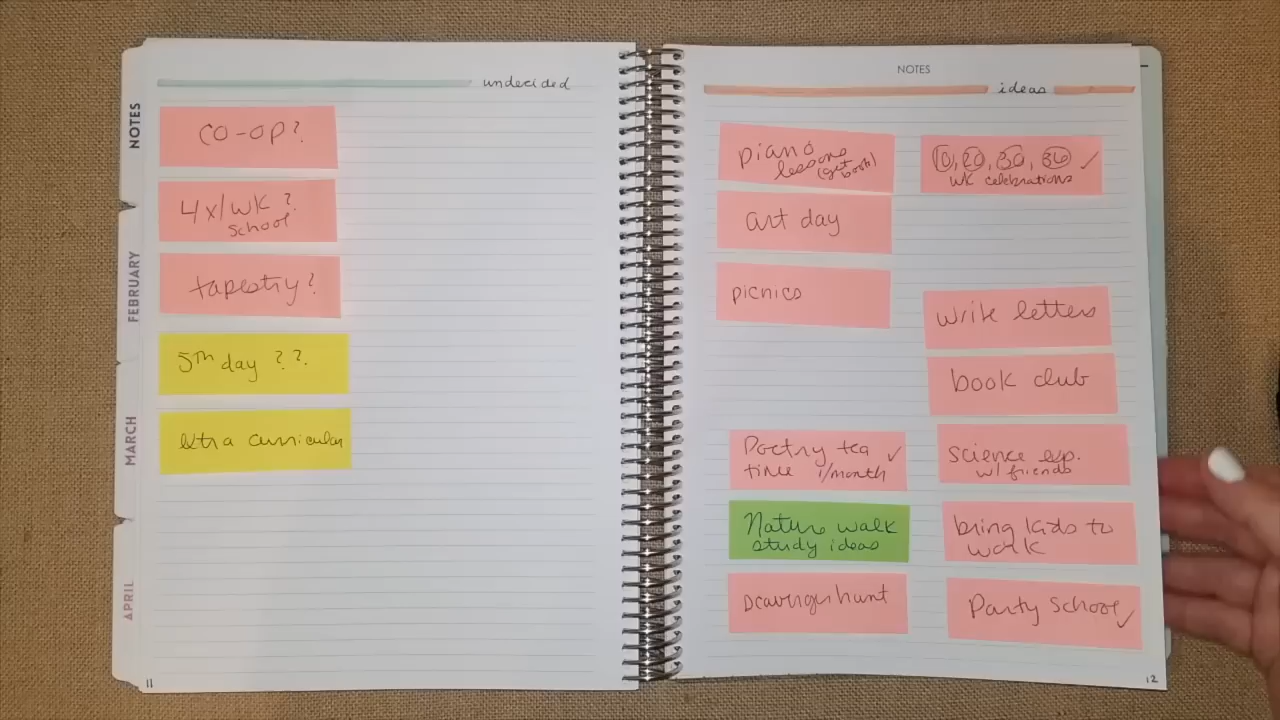 NOTES
FEBRUARY
MARCH
APRIL
undecided
CO-OP?
4x/WK?
school
tapestry?
5th day ??
extra curricular
11
NOTES
ideas
piano
lessons
(get book)
art day
picnics
Poetry tea ✓
time 1/month
Nature walk
study ideas
scavenger hunt
10, 20, 30, 36 ✓
WK celebrations
write letters
book club
science exp.
w/ friends
bring kids to
work
Party School ✓
12